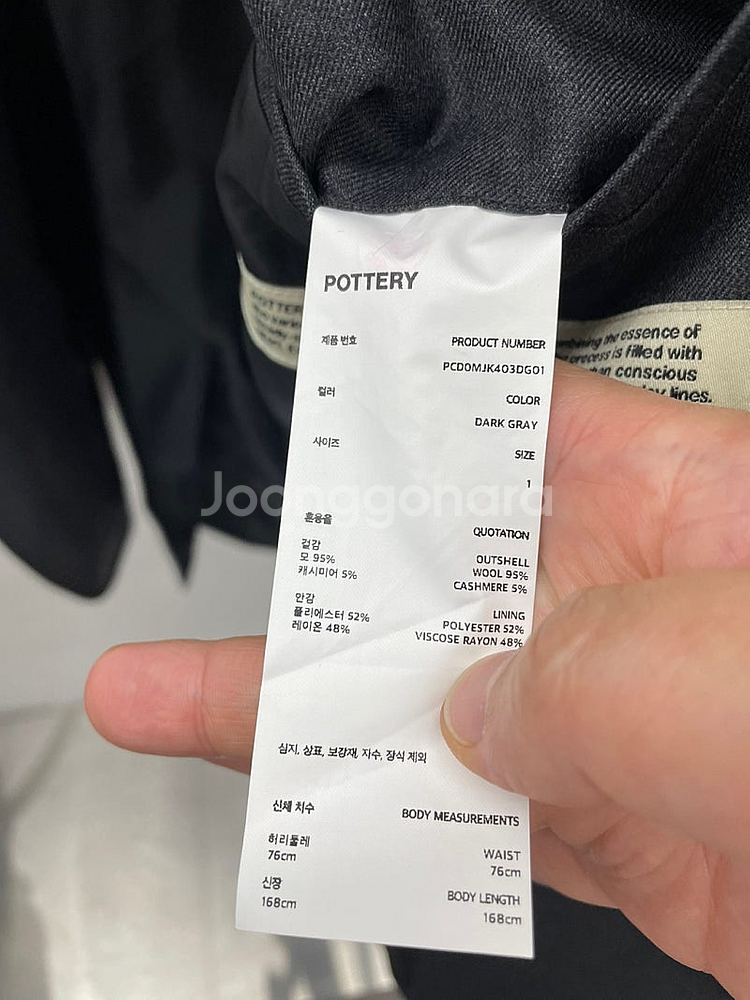 POTTERY
제품 번호
PRODUCT NUMBER
PCD0MJK403DG01
컬러
COLOR
DARK GRAY
사이즈
SIZE
1
Joonggonara
혼용율
QUOTATION
겉감
모 95%
캐시미어 5%
OUTSHELL
WOOL 95%
CASHMERE 5%
안감
폴리에스터 52%
레이온 48%
LINING
POLYESTER 52%
VISCOSE RAYON 48%
심지, 상표, 보강재, 자수, 장식 제외
신체 치수
BODY MEASUREMENTS
허리둘레
76cm
WAIST
76cm
신장
168cm
BODY LENGTH
168cm
POTTERY
the essence of
process is filled with
conscious
lines.